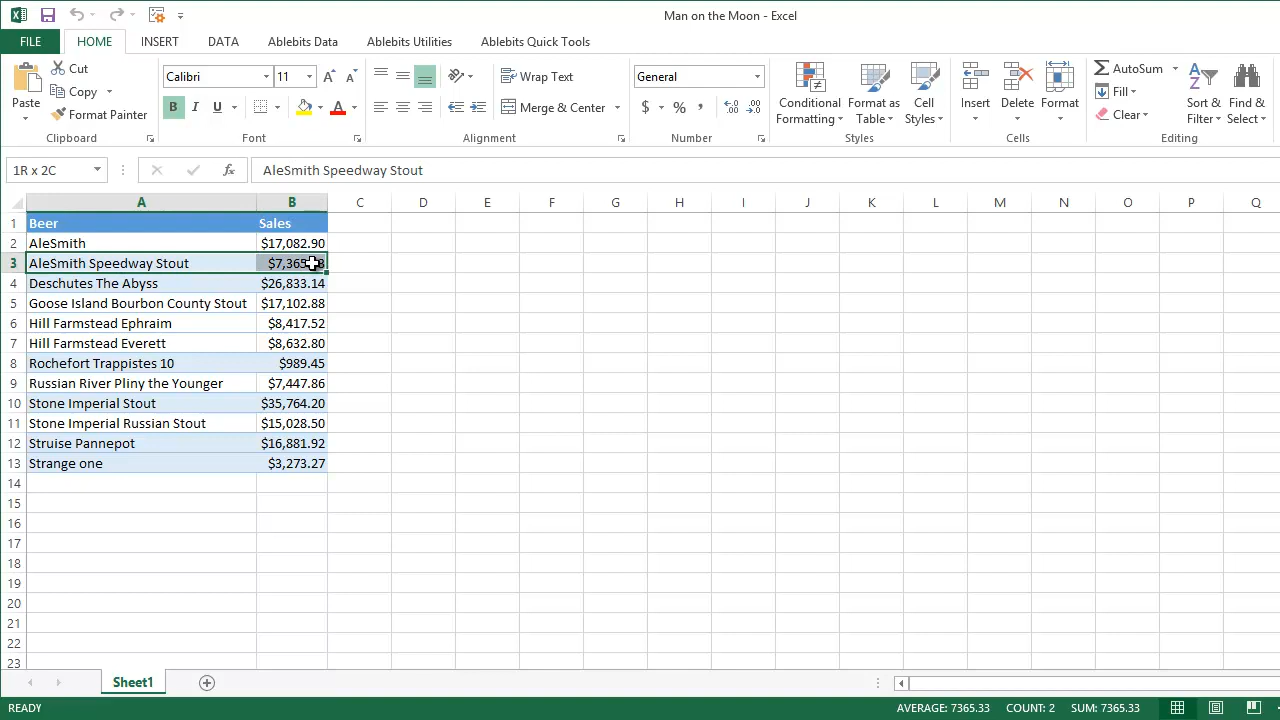 Man on the Moon - Excel
FILE HOME INSERT DATA Ablebits Data Ablebits Utilities Ablebits Quick Tools
Paste
Cut
Copy
Format Painter
Clipboard
Calibri 11
B I U
Font
Wrap Text
Merge & Center
Alignment
General
$ % ,
Number
Conditional Formatting
Format as Table
Cell Styles
Styles
Insert
Delete
Format
Cells
AutoSum
Fill
Clear
Sort & Filter
Find & Select
Editing
1R x 2C fx AleSmith Speedway Stout
A B C D E F G H I J K L M N O P Q
1 Beer Sales
2 AleSmith $17,082.90
3 AleSmith Speedway Stout
4 Deschutes The Abyss $26,833.14
5 Goose Island Bourbon County Stout $17,102.88
6 Hill Farmstead Ephraim $8,417.52
7 Hill Farmstead Everett $8,632.80
8 Rochefort Trappistes 10 $989.45
9 Russian River Pliny the Younger $7,447.86
10 Stone Imperial Stout $35,764.20
11 Stone Imperial Russian Stout $15,028.50
12 Struise Pannepot $16,881.92
13 Strange one $3,273.27
14
15
16
17
18
19
20
21
22
23
Sheet1
READY AVERAGE: 7365.33 COUNT: 2 SUM: 7365.33